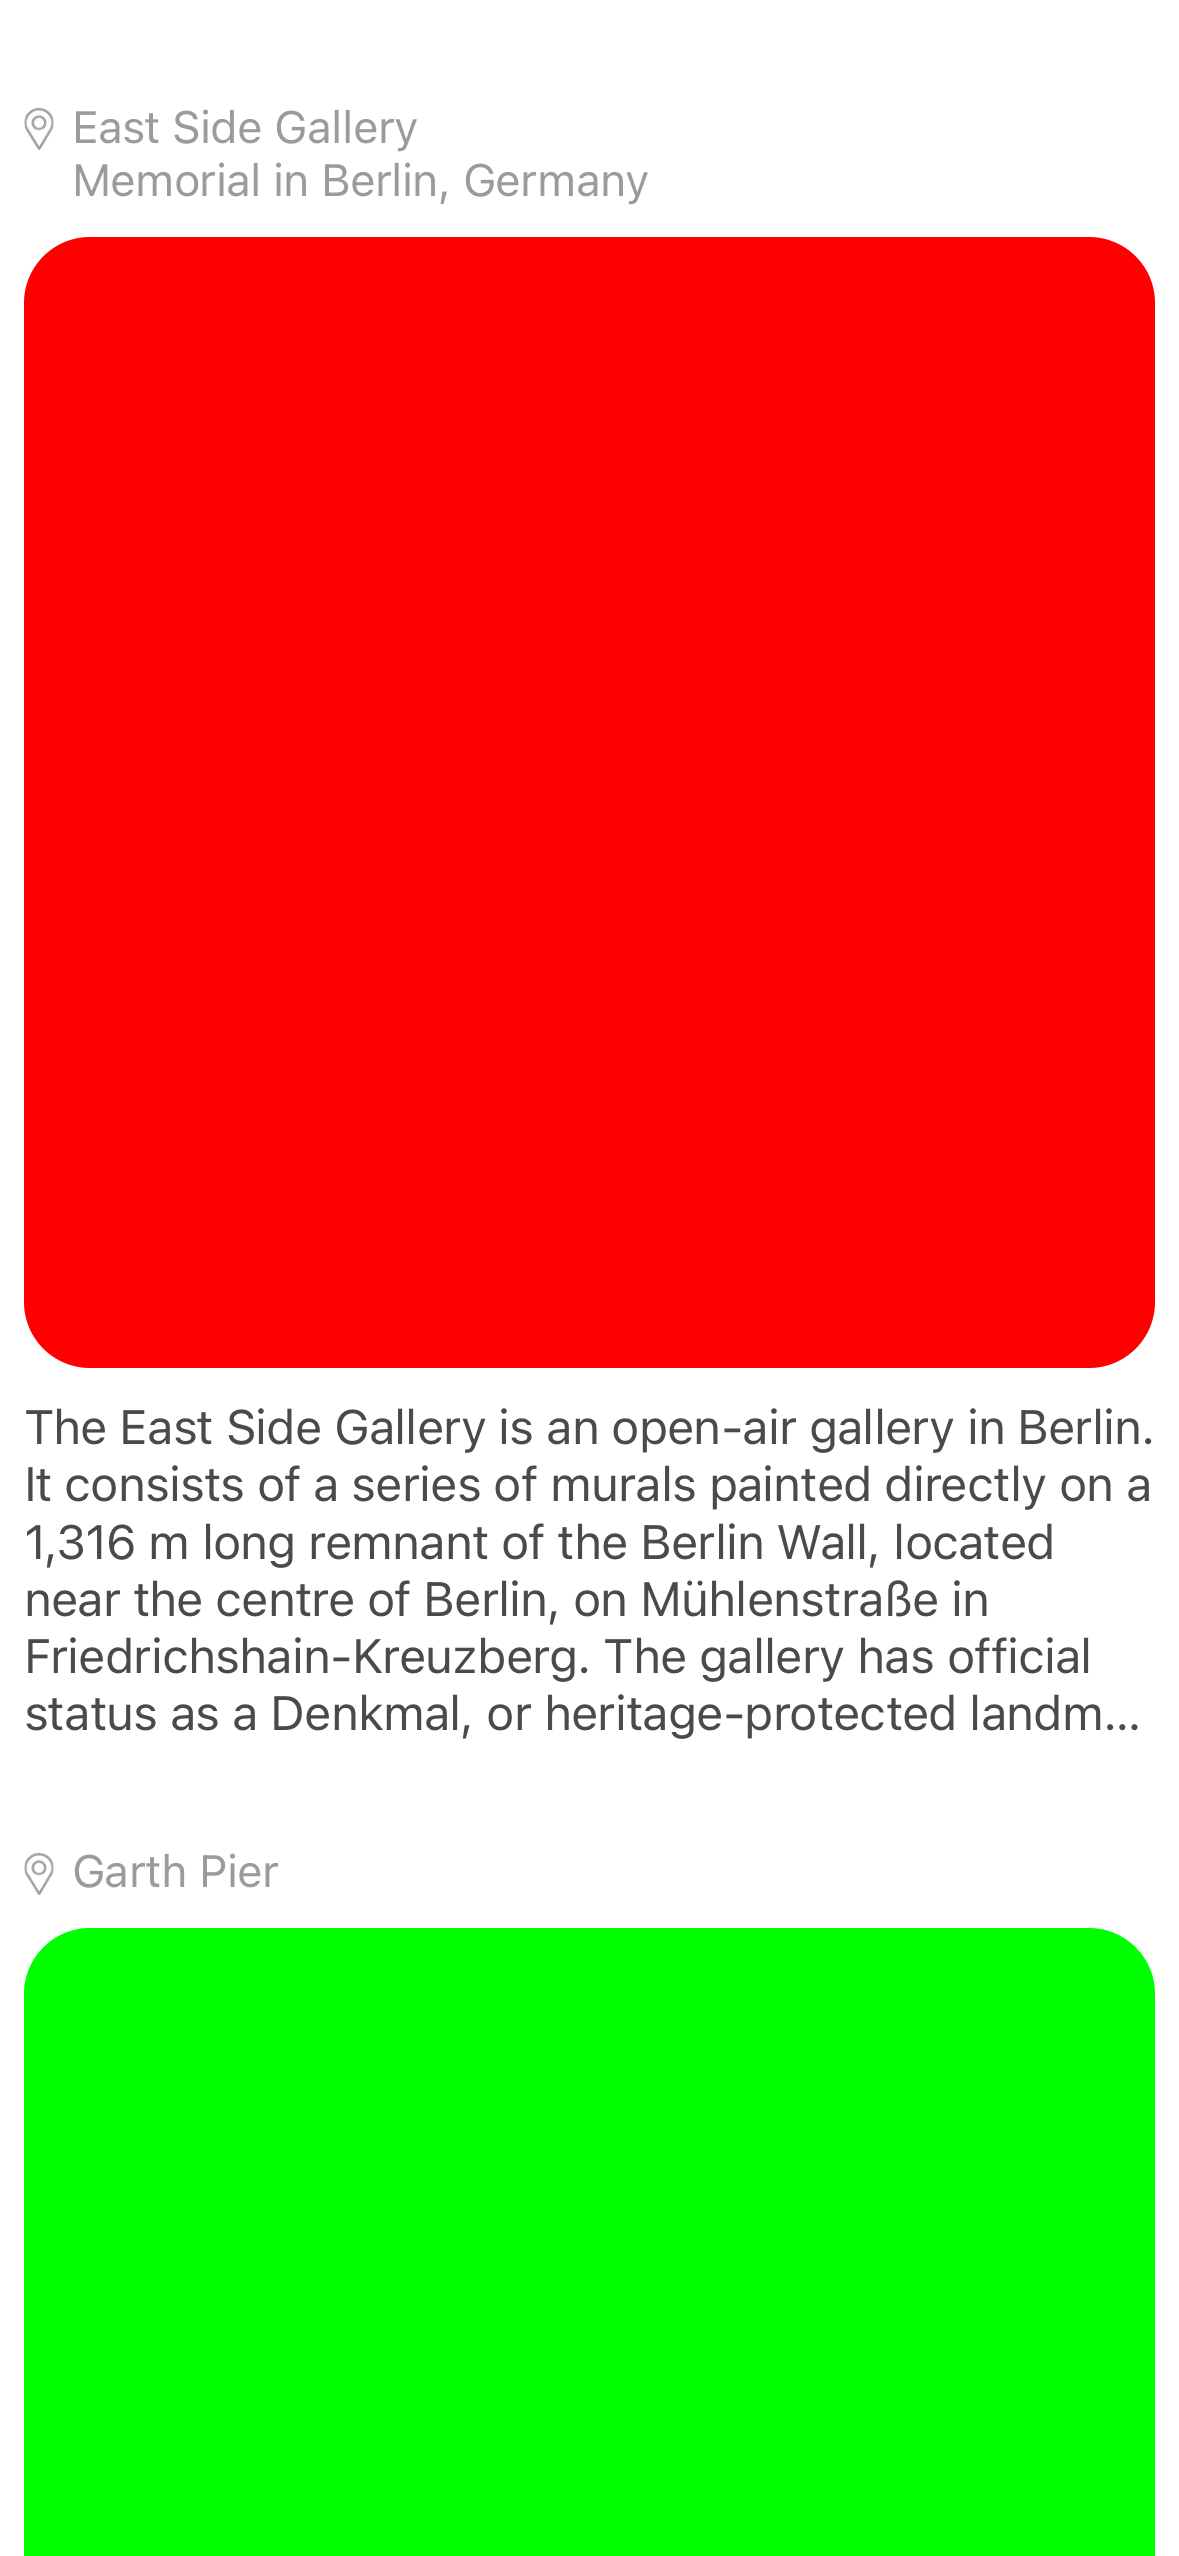 East Side Gallery
Memorial in Berlin, Germany
The East Side Gallery is an open-air gallery in Berlin.
It consists of a series of murals painted directly on a
1,316 m long remnant of the Berlin Wall, located
near the centre of Berlin, on Mühlenstraße in
Friedrichshain-Kreuzberg. The gallery has official
status as a Denkmal, or heritage-protected landm…
Garth Pier